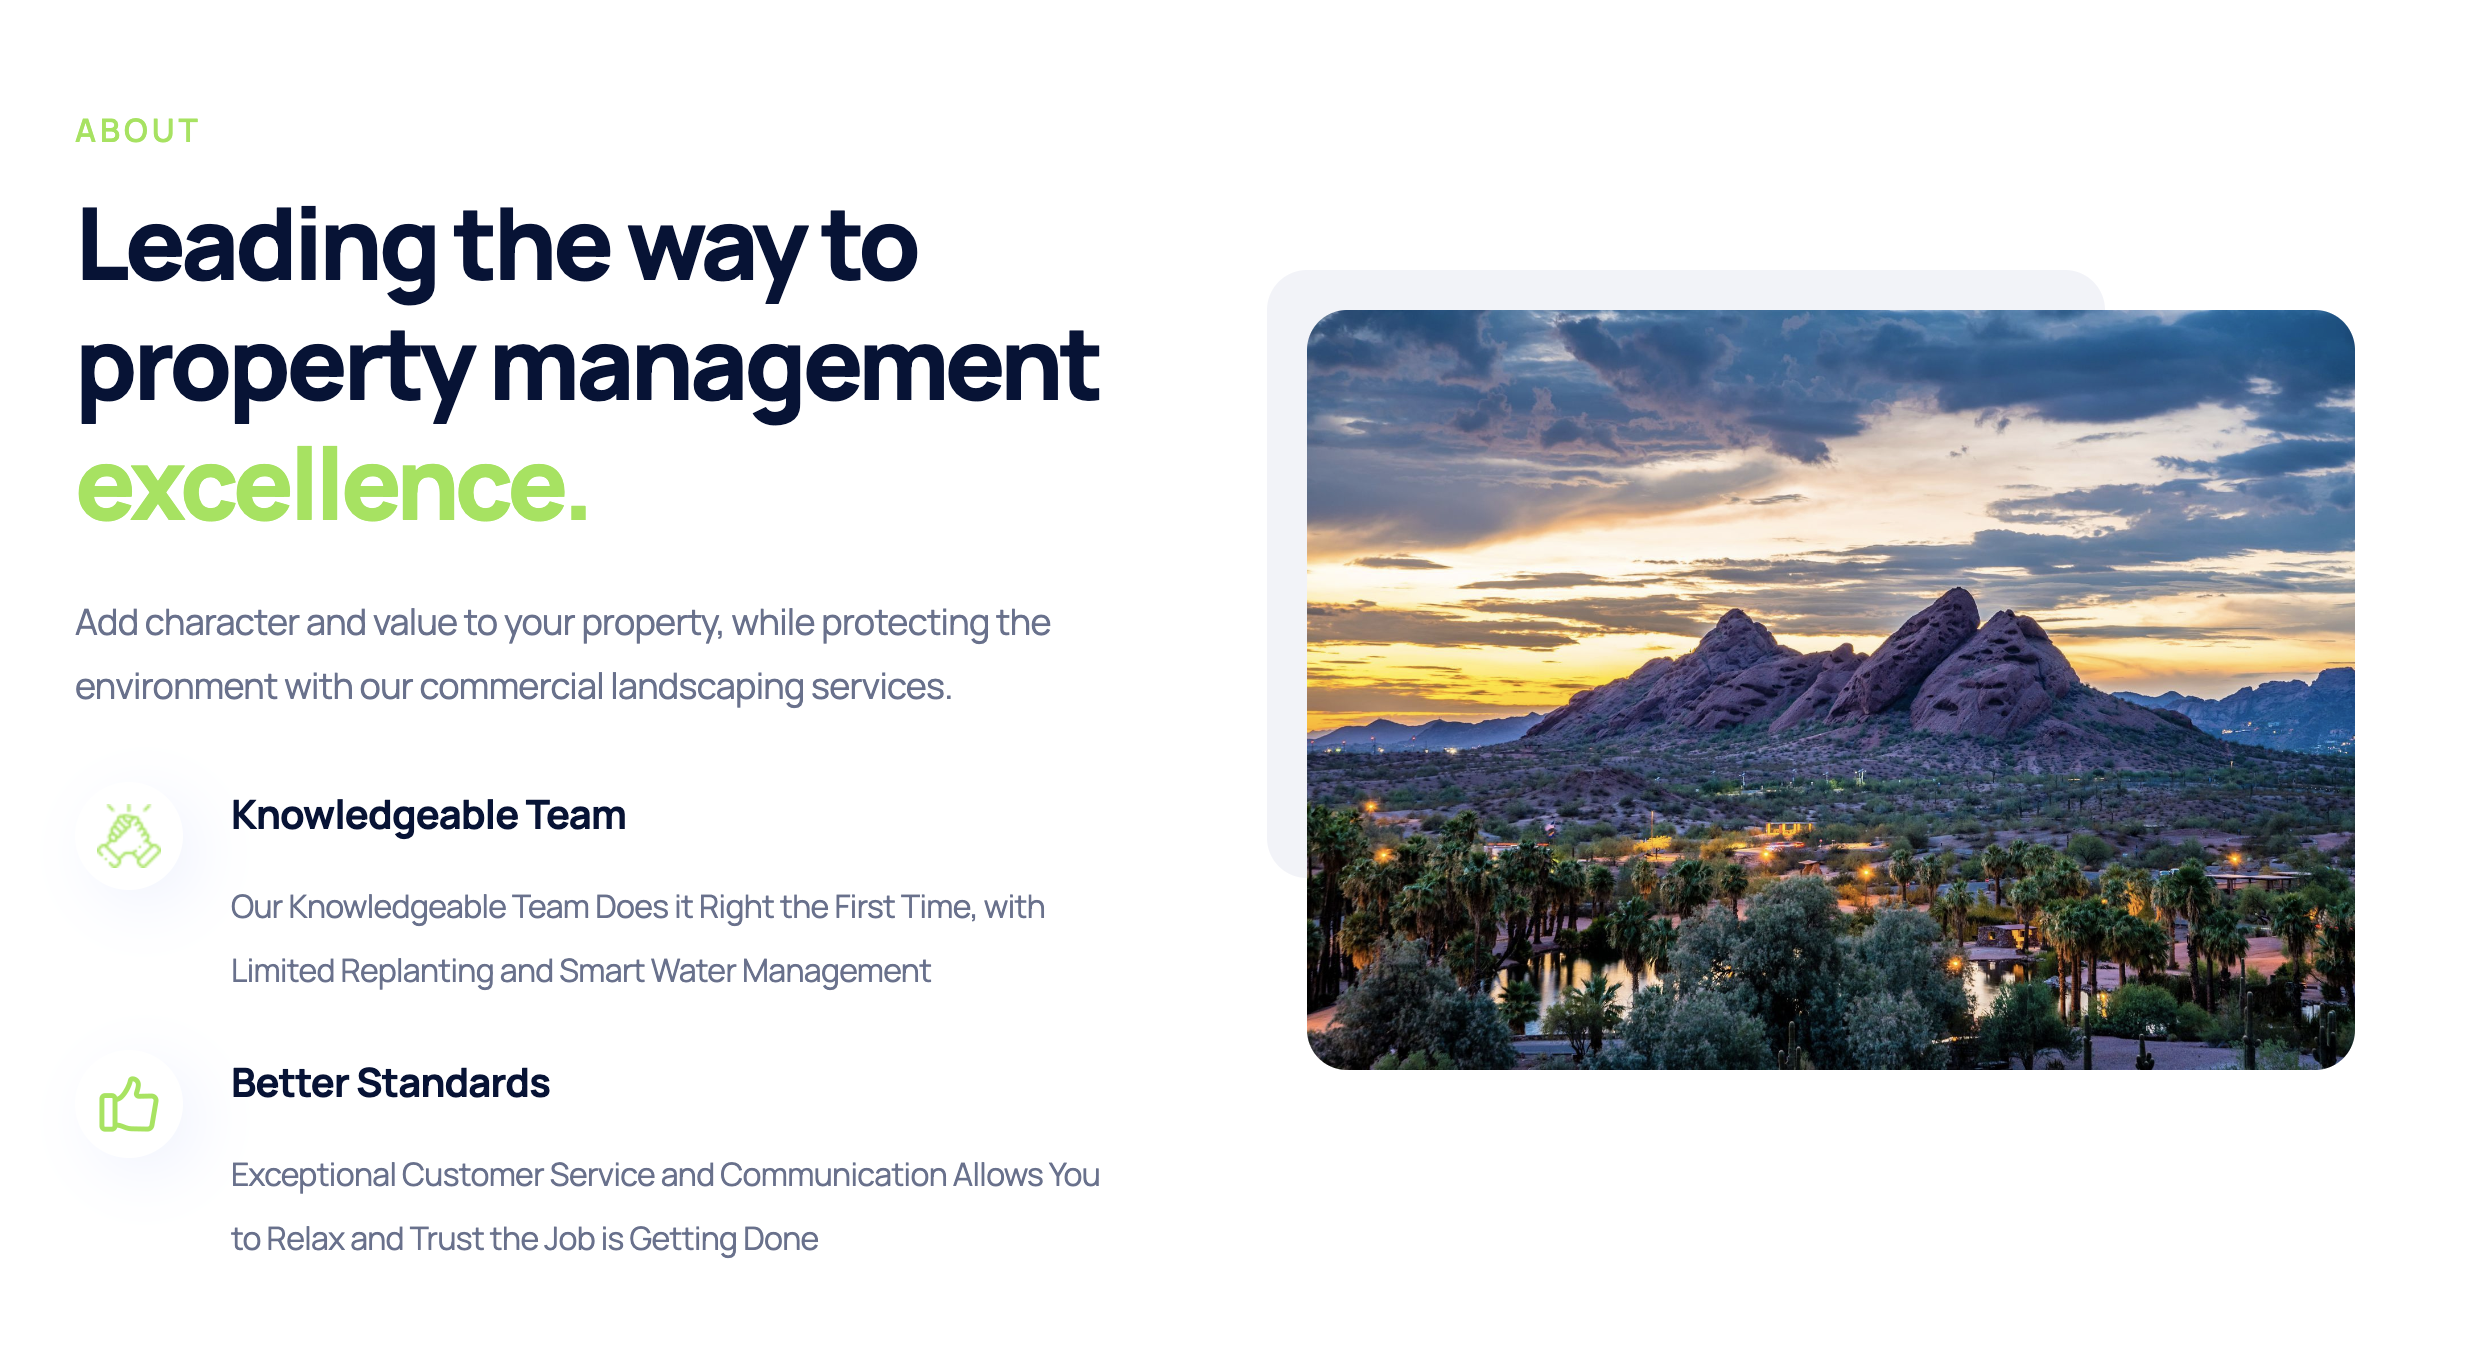 ABOUT
Leading the way to
property management
excellence.
Add character and value to your property, while protecting the
environment with our commercial landscaping services.
Knowledgeable Team
Our Knowledgeable Team Does it Right the First Time, with
Limited Replanting and Smart Water Management
Better Standards
Exceptional Customer Service and Communication Allows You
to Relax and Trust the Job is Getting Done